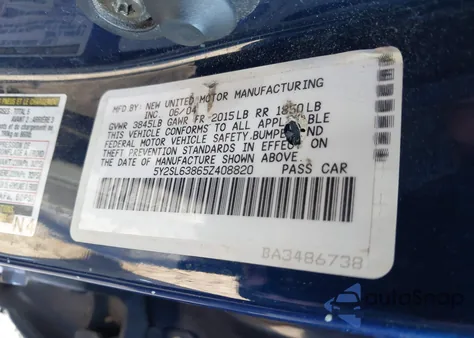 MFD BY: NEW UNITED MOTOR MANUFACTURING
INC. 06/04
GVWR 3845LB GAWR FR 2015LB RR 1850LB
THIS VEHICLE CONFORMS TO ALL APPLICABLE
FEDERAL MOTOR VEHICLE SAFETY, BUMPER AND
THEFT PREVENTION STANDARDS IN EFFECT ON
THE DATE OF MANUFACTURE SHOWN ABOVE.
5Y2SL63865Z408820 PASS CAR
BA3486738
autoSnap